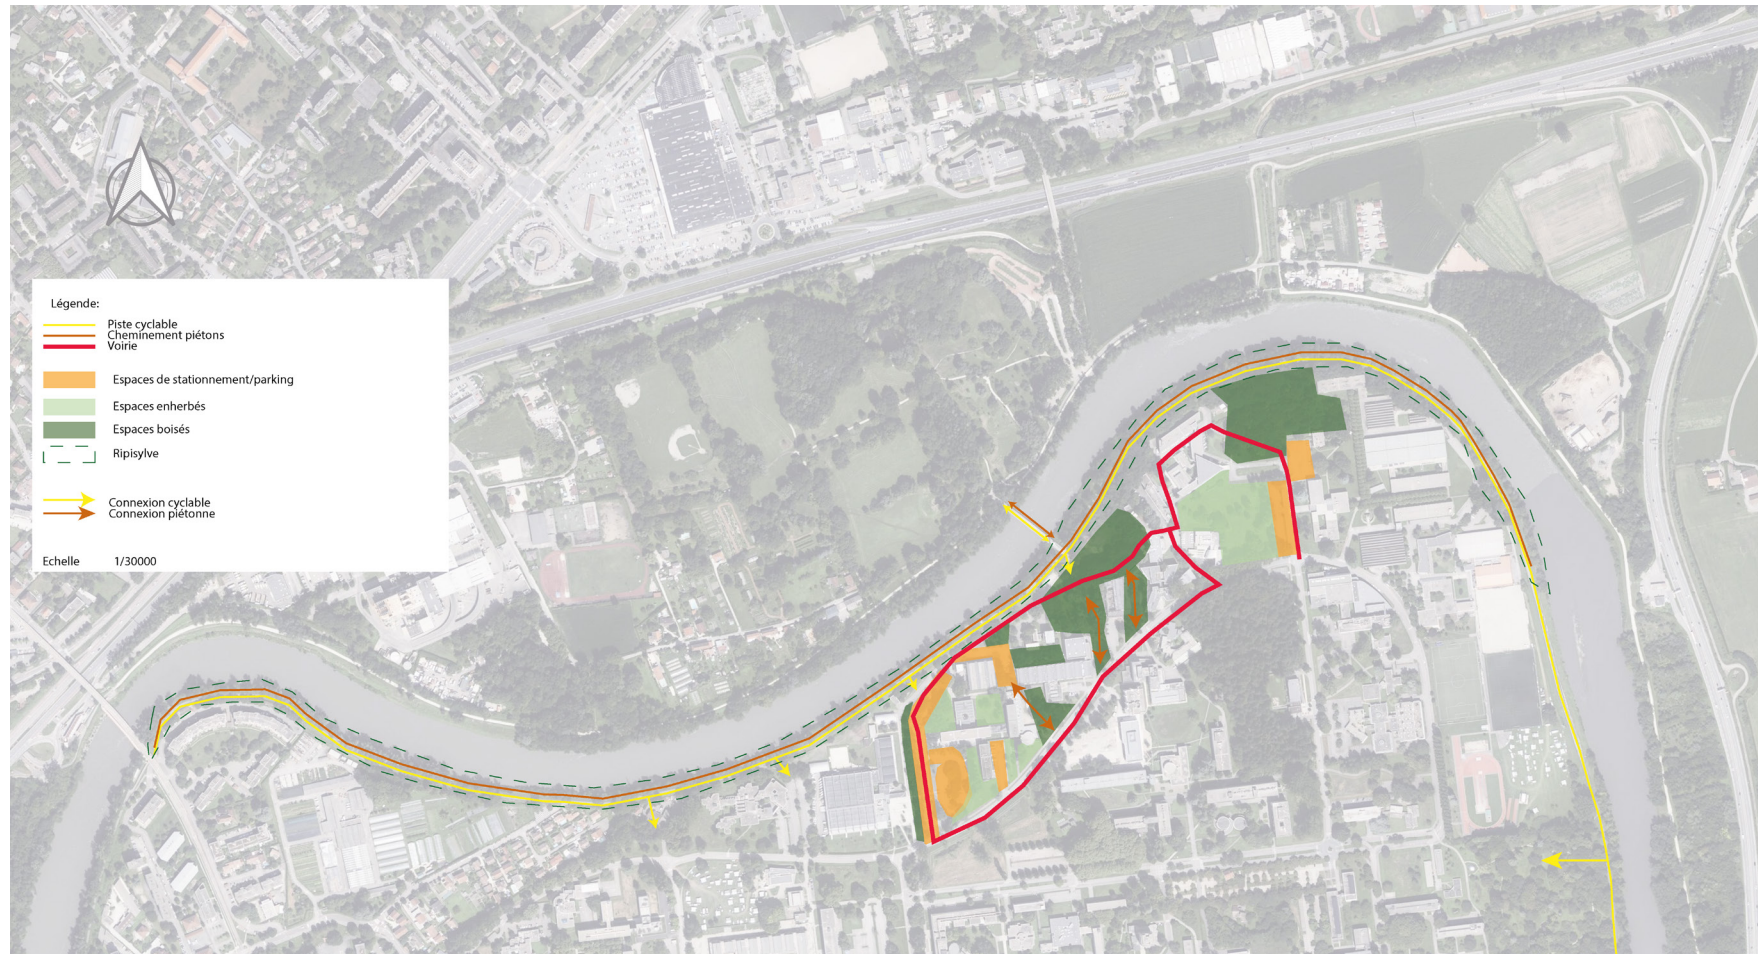 Légende:
Piste cyclable
Cheminement piétons
Voirie
Espaces de stationnement/parking
Espaces enherbés
Espaces boisés
Ripisylve
Connexion cyclable
Connexion piétonne
Echelle 1/30000